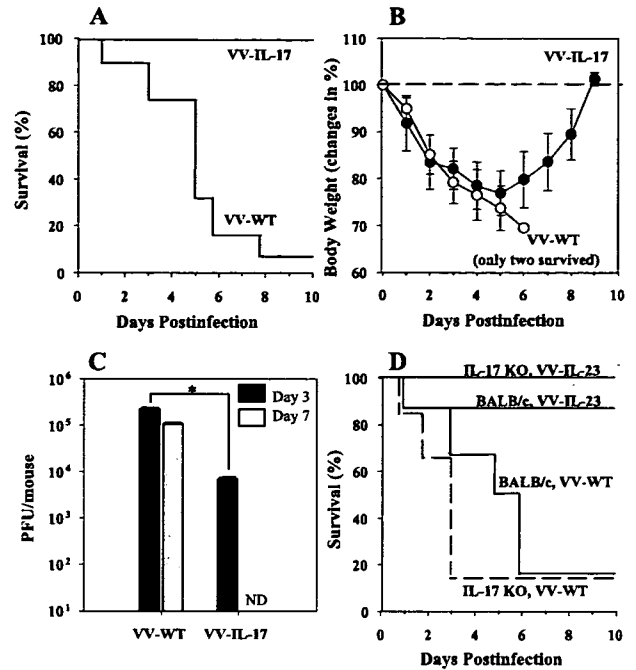 A
100
80
60
40
20
0
Survival (%)
VV-IL-17
VV-WT
0 2 4 6 8 10
Days Postinfection
B
110
100
90
80
70
60
Body Weight (changes in %)
VV-IL-17
VV-WT
(only two survived)
0 2 4 6 8 10
Days Postinfection
C
10^6
10^5
10^4
10^3
10^2
10^1
PFU/mouse
*
Day 3
Day 7
ND
VV-WT VV-IL-17
D
100
80
60
40
20
0
Survival (%)
IL-17 KO, VV-IL-23
BALB/c, VV-IL-23
BALB/c, VV-WT
IL-17 KO, VV-WT
0 2 4 6 8 10
Days Postinfection